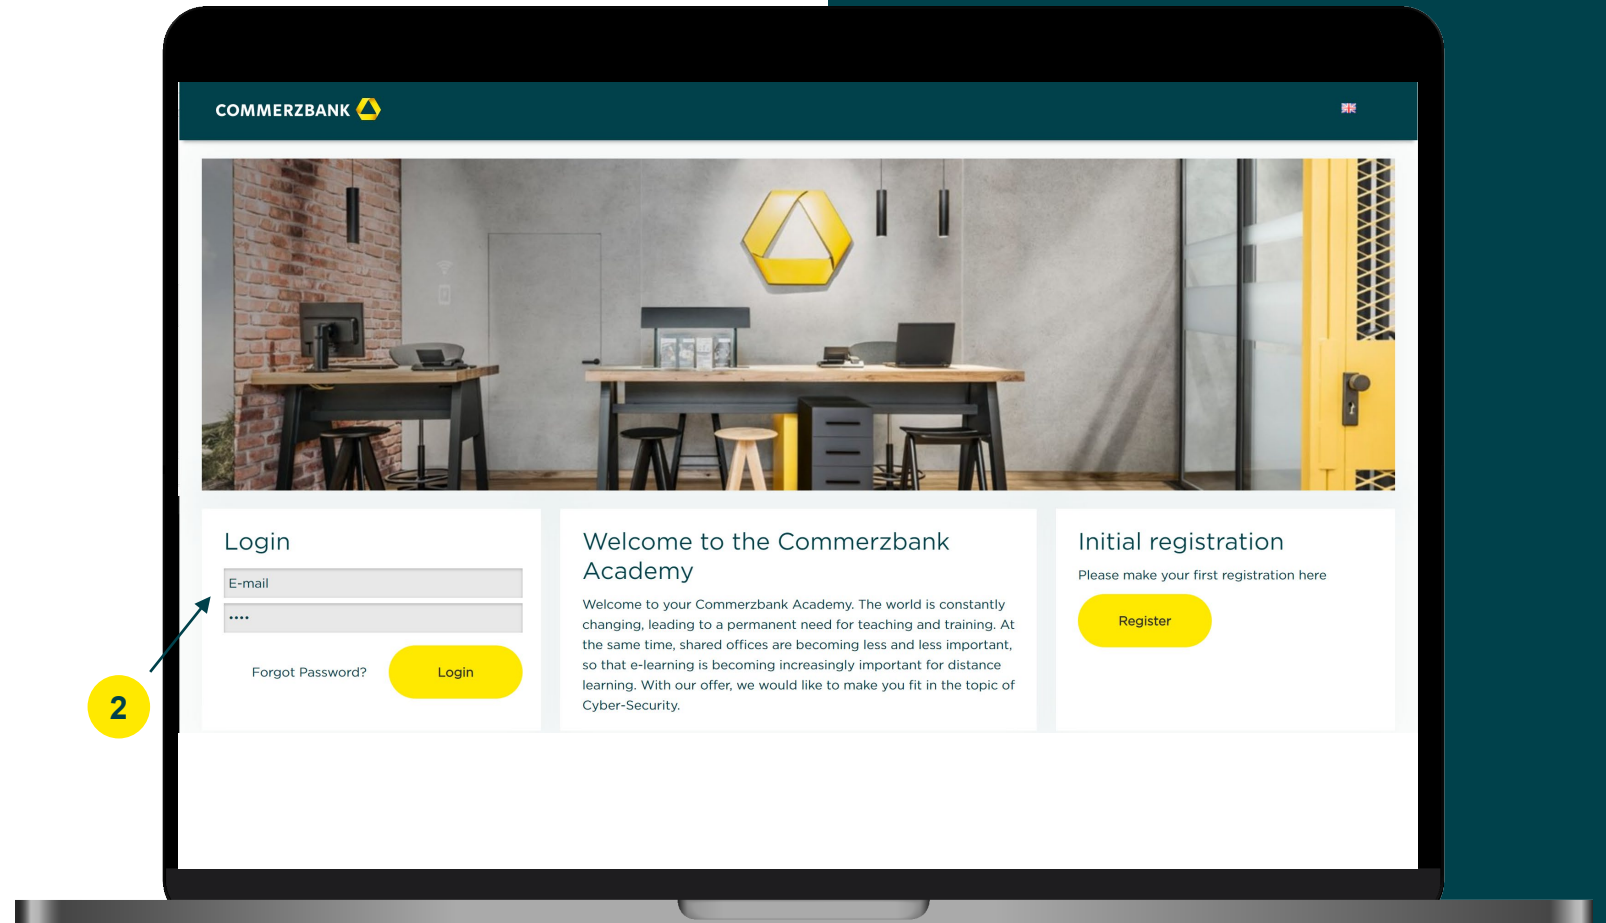 COMMERZBANK
Login
E-mail
••••
Forgot Password?
Login
2
Welcome to the Commerzbank
Academy
Welcome to your Commerzbank Academy. The world is constantly
changing, leading to a permanent need for teaching and training. At
the same time, shared offices are becoming less and less important,
so that e-learning is becoming increasingly important for distance
learning. With our offer, we would like to make you fit in the topic of
Cyber-Security.
Initial registration
Please make your first registration here
Register